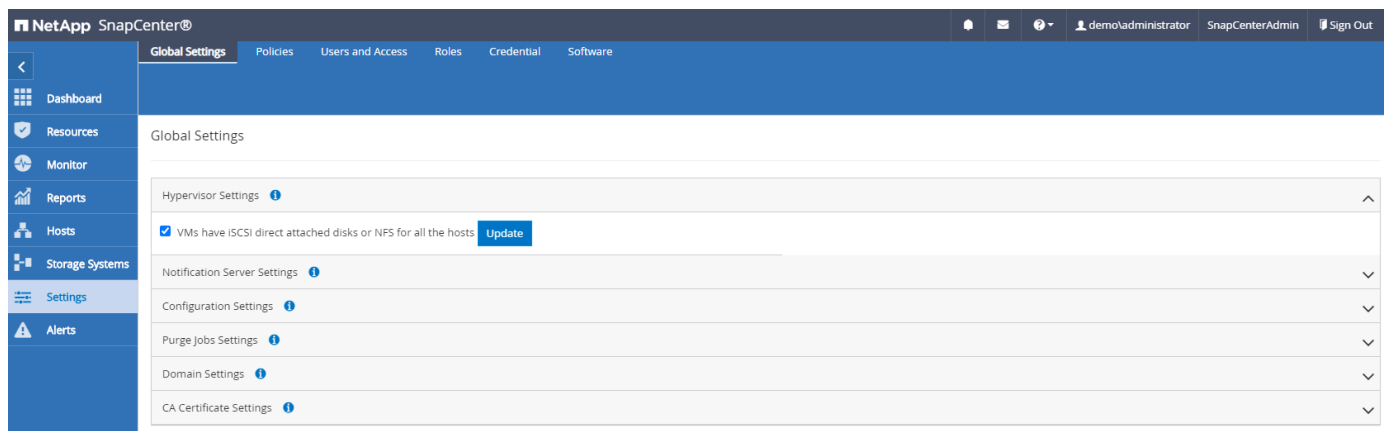 NetApp SnapCenter®
demo\administrator SnapCenterAdmin Sign Out
Global Settings Policies Users and Access Roles Credential Software
Dashboard
Resources
Monitor
Reports
Hosts
Storage Systems
Settings
Alerts
Global Settings
Hypervisor Settings
VMs have iSCSI direct attached disks or NFS for all the hosts Update
Notification Server Settings
Configuration Settings
Purge Jobs Settings
Domain Settings
CA Certificate Settings